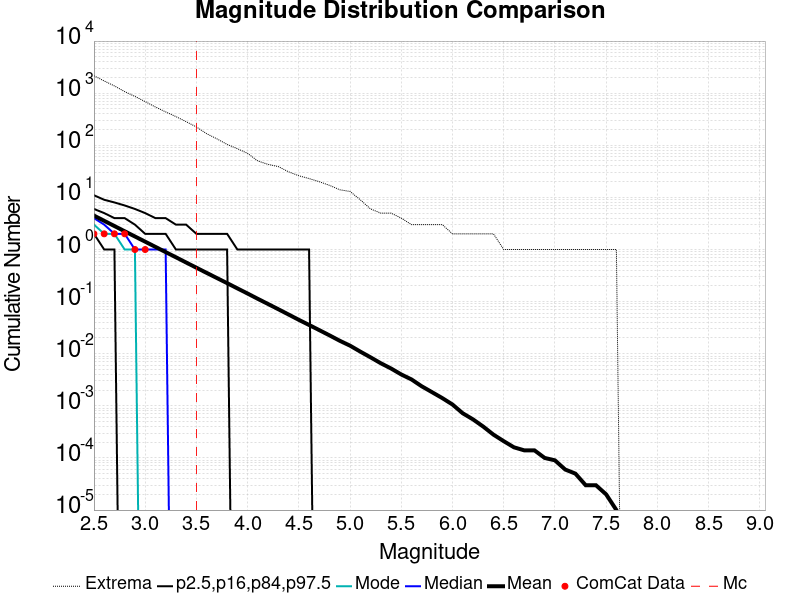 Magnitude Distribution Comparison
10 4
10 3
10 2
10 1
10 0
10 -1
10 -2
10 -3
10 -4
10 -5
Cumulative Number
2.5 3.0 3.5 4.0 4.5 5.0 5.5 6.0 6.5 7.0 7.5 8.0 8.5 9.0
Magnitude
Extrema p2.5,p16,p84,p97.5 Mode Median Mean ComCat Data Mc